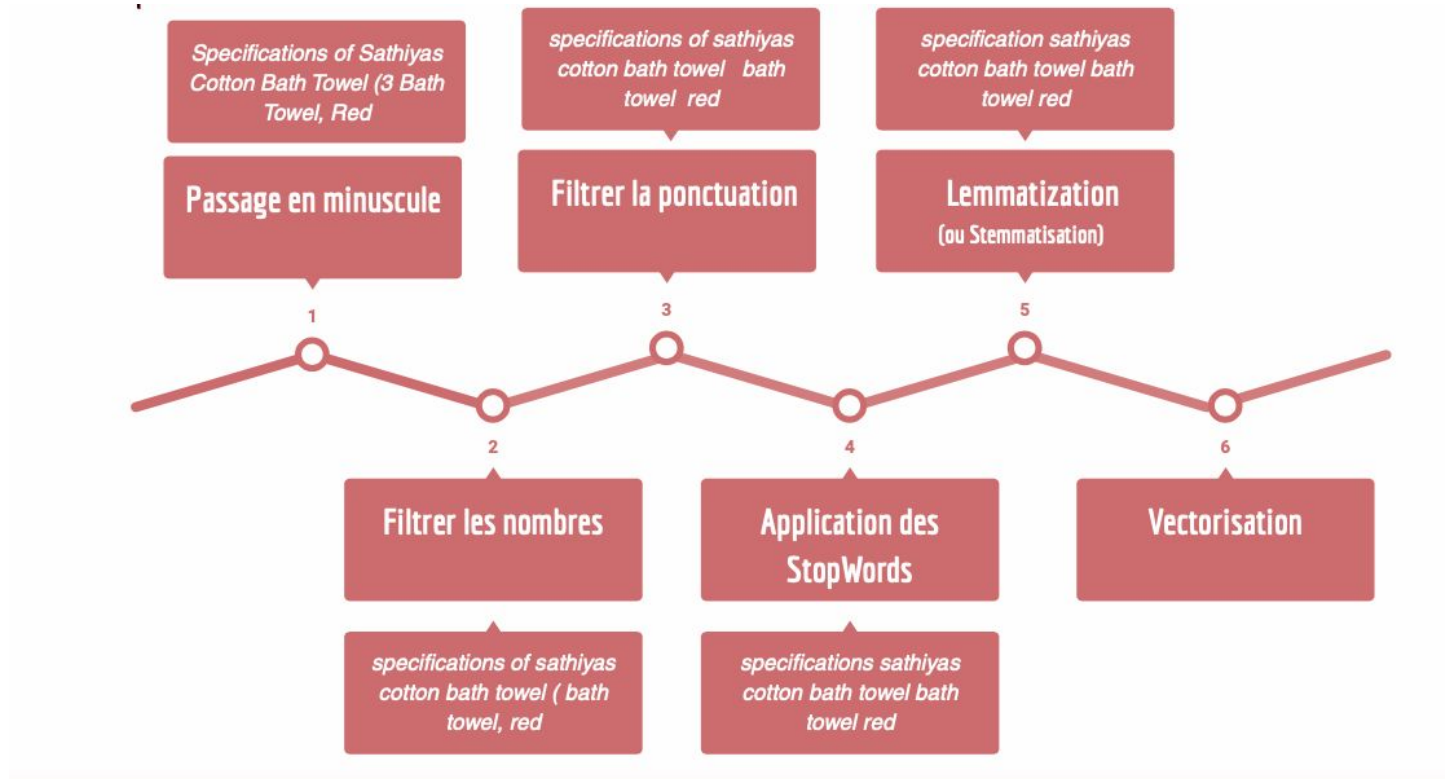 Specifications of Sathiyas
Cotton Bath Towel (3 Bath
Towel, Red
Passage en minuscule
1
specifications of sathiyas
cotton bath towel bath
towel red
Filtrer la ponctuation
3
specification sathiyas
cotton bath towel bath
towel red
Lemmatization
(ou Stemmatisation)
5
2
Filtrer les nombres
specifications of sathiyas
cotton bath towel ( bath
towel, red
4
Application des
StopWords
specifications sathiyas
cotton bath towel bath
towel red
6
Vectorisation